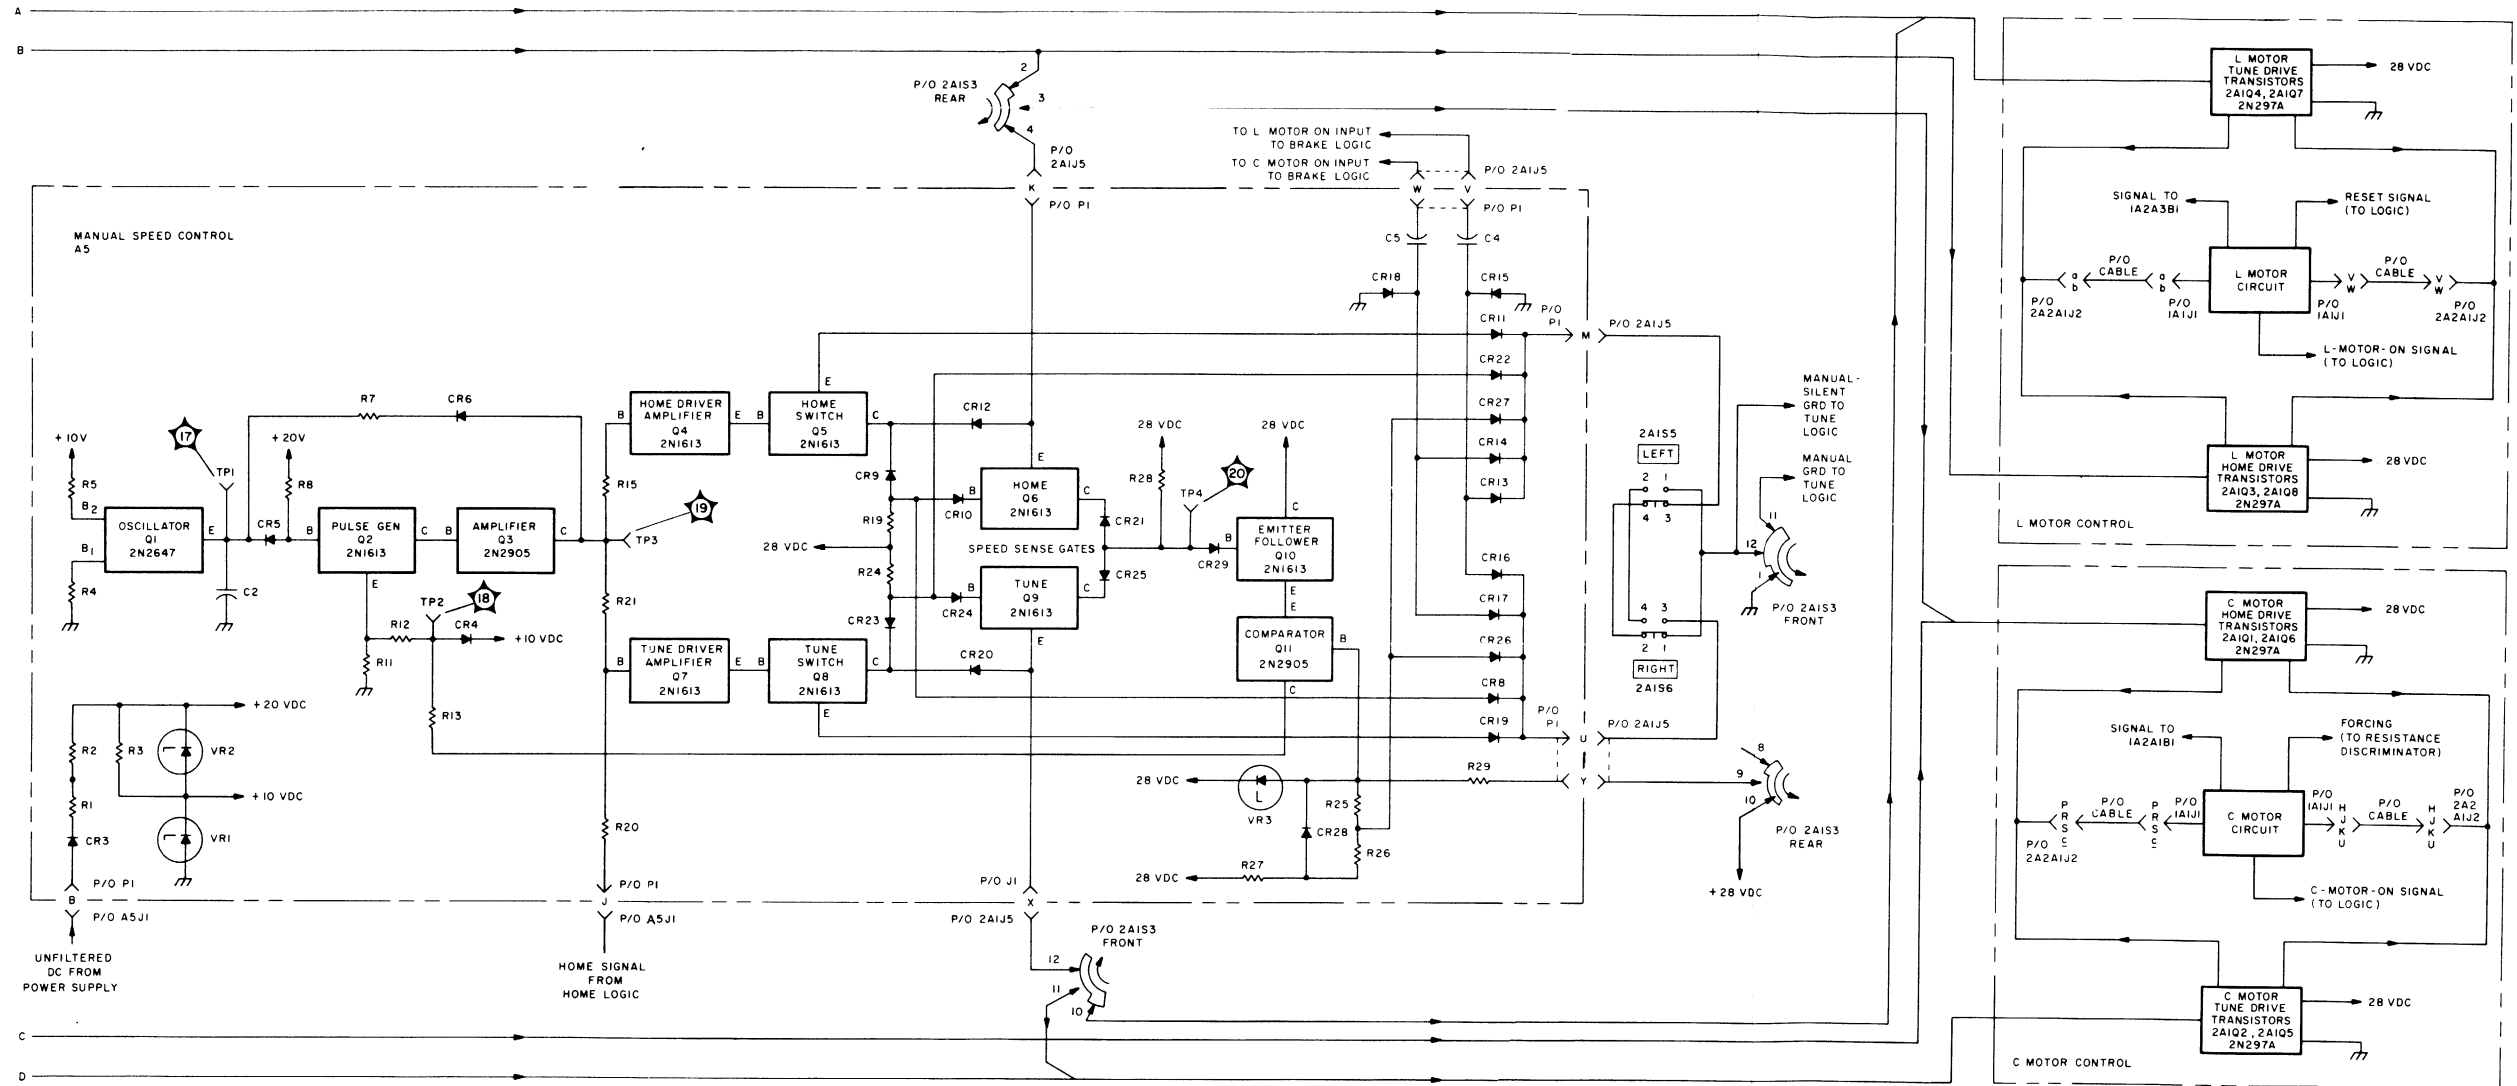 A
B
P/O 2A1S3
REAR
2
3
4
P/O
2A1J5
K
P/O P1
TO L MOTOR ON INPUT
TO BRAKE LOGIC
TO C MOTOR ON INPUT
TO BRAKE LOGIC
P/O 2A1J5
W
V
P/O P1
MANUAL SPEED CONTROL
A5
C5
C4
CR18
CR15
CR11
P/O
P1
M
P/O 2A1J5
CR22
CR27
CR14
CR13
CR16
CR17
CR26
CR8
CR19
P/O
P1
U
P/O 2A1J5
R7
CR6
+10V
17
TP1
+20V
R5
R8
B2
OSCILLATOR
Q1
2N2647
E
CR5
B
PULSE GEN
Q2
2N1613
C
B
AMPLIFIER
Q3
2N2905
C
B1
R4
C2
E
TP2
18
R12
CR4
+10 VDC
R11
R13
B
HOME DRIVER
AMPLIFIER
Q4
2N1613
E
B
E
HOME
SWITCH
Q5
2N1613
C
CR12
R15
19
TP3
R21
CR9
R19
28 VDC
R24
CR23
CR10
B
E
HOME
Q6
2N1613
C
SPEED SENSE GATES
CR24
B
TUNE
Q9
2N1613
C
E
CR21
CR25
CR20
B
TUNE DRIVER
AMPLIFIER
Q7
2N1613
E
B
TUNE
SWITCH
Q8
2N1613
C
E
28 VDC
R28
TP4
20
CR29
28 VDC
C
B
EMITTER
FOLLOWER
Q10
2N1613
E
E
COMPARATOR
Q11
2N2905
B
C
R2
R3
VR2
+20 VDC
R1
+10 VDC
CR3
VR1
P/O P1
B
P/O A5J1
UNFILTERED
DC FROM
POWER SUPPLY
R20
P/O P1
J
P/O A5J1
HOME SIGNAL
FROM
HOME LOGIC
P/O J1
X
P/O 2A1J5
P/O 2A1S3
FRONT
12
11
10
28 VDC
VR3
R25
CR28
R26
28 VDC
R27
R29
Y
8
9
10
P/O 2A1S3
REAR
+28 VDC
MANUAL-
SILENT
GRD TO
TUNE
LOGIC
MANUAL
GRD TO
TUNE
LOGIC
2A1S5
LEFT
2 1
4 3
4 3
2 1
RIGHT
2A1S6
11
12
1
P/O 2A1S3
FRONT
L MOTOR
TUNE DRIVE
TRANSISTORS
2A1Q4, 2A1Q7
2N297A
28 VDC
SIGNAL TO
1A2A3B1
RESET SIGNAL
(TO LOGIC)
P/O
2A2A1J2
a
b
P/O
CABLE
a
b
P/O
1A1J1
L MOTOR
CIRCUIT
P/O
1A1J1
V
W
P/O
CABLE
V
W
P/O
2A2A1J2
L-MOTOR-ON SIGNAL
(TO LOGIC)
L MOTOR
HOME DRIVE
TRANSISTORS
2A1Q3, 2A1Q8
2N297A
28 VDC
L MOTOR CONTROL
C MOTOR
HOME DRIVE
TRANSISTORS
2A1Q1, 2A1Q6
2N297A
28 VDC
SIGNAL TO
1A2A1B1
FORCING
(TO RESISTANCE
DISCRIMINATOR)
P/O
2A2A1J2
P
R
S
c
P/O
CABLE
P
R
S
c
P/O
1A1J1
C MOTOR
CIRCUIT
P/O
1A1J1
H
J
K
U
P/O
CABLE
H
J
K
U
P/O
2A2
A1J2
C-MOTOR-ON SIGNAL
(TO LOGIC)
C MOTOR
TUNE DRIVE
TRANSISTORS
2A1Q2, 2A1Q5
2N297A
28 VDC
C MOTOR CONTROL
C
D